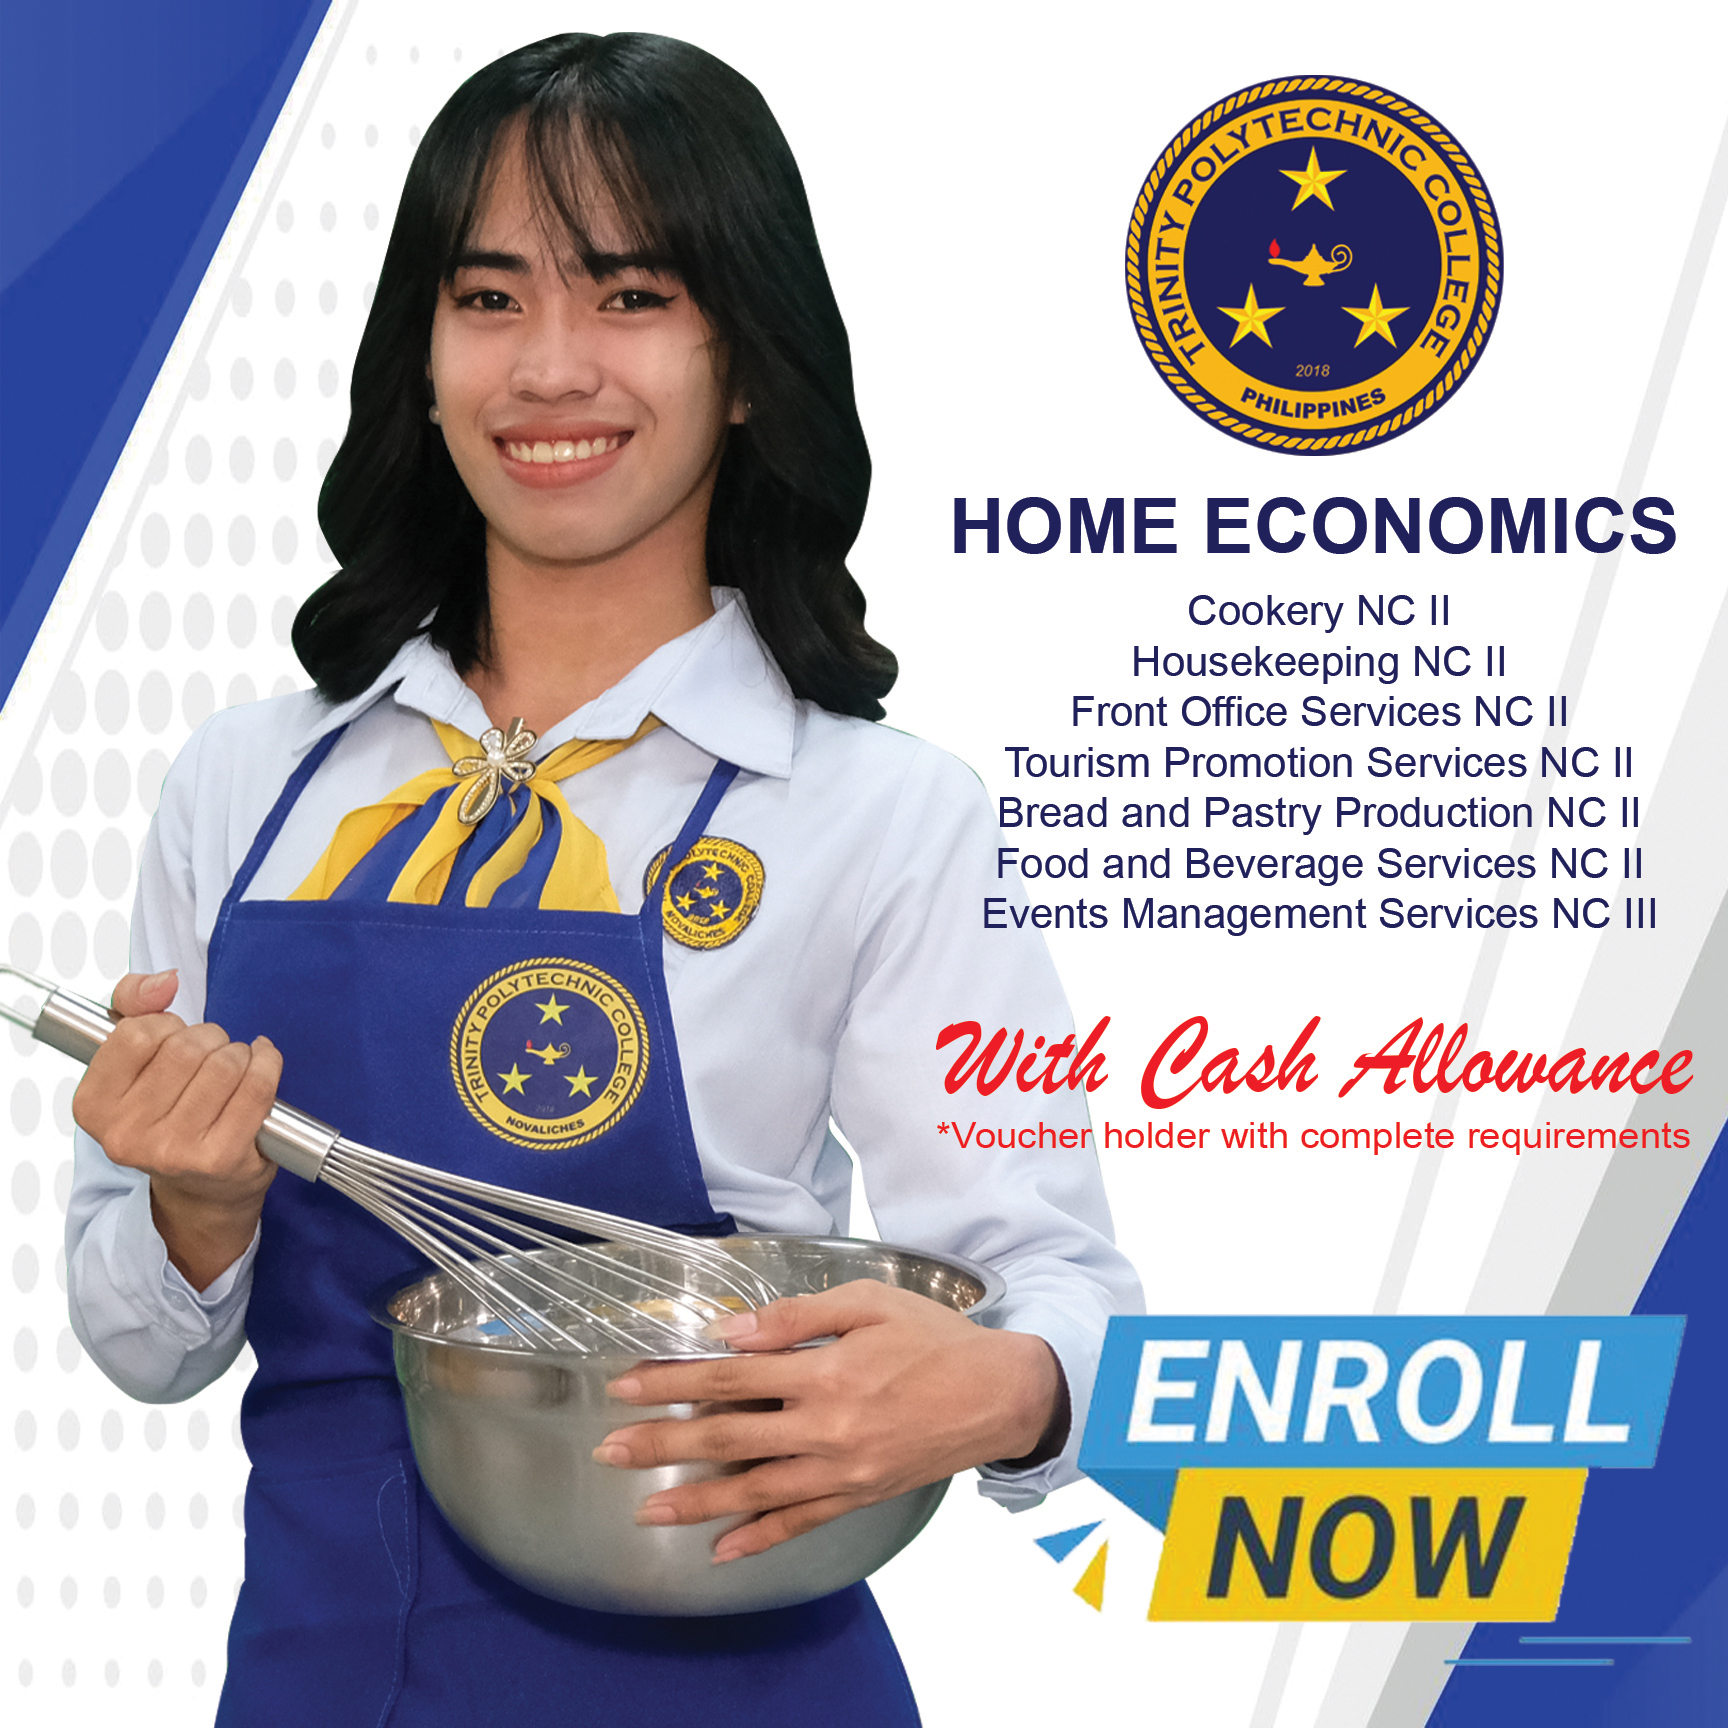 TRINITY POLYTECHNIC COLLEGE
2018
PHILIPPINES
HOME ECONOMICS
Cookery NC II
Housekeeping NC II
Front Office Services NC II
Tourism Promotion Services NC II
Bread and Pastry Production NC II
Food and Beverage Services NC II
Events Management Services NC III
With Cash Allowance
*Voucher holder with complete requirements
ENROLL
NOW
POLYTECHNIC COLLEGE
2018
NOVALICHES
TRINITY POLYTECHNIC COLLEGE
2018
NOVALICHES